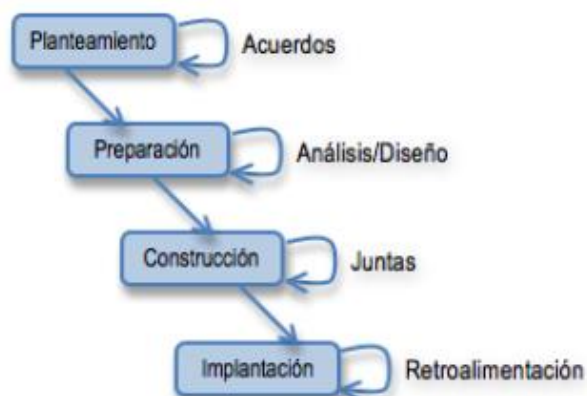 Planteamiento
Acuerdos
Preparación
Análisis/Diseño
Construcción
Juntas
Implantación
Retroalimentación